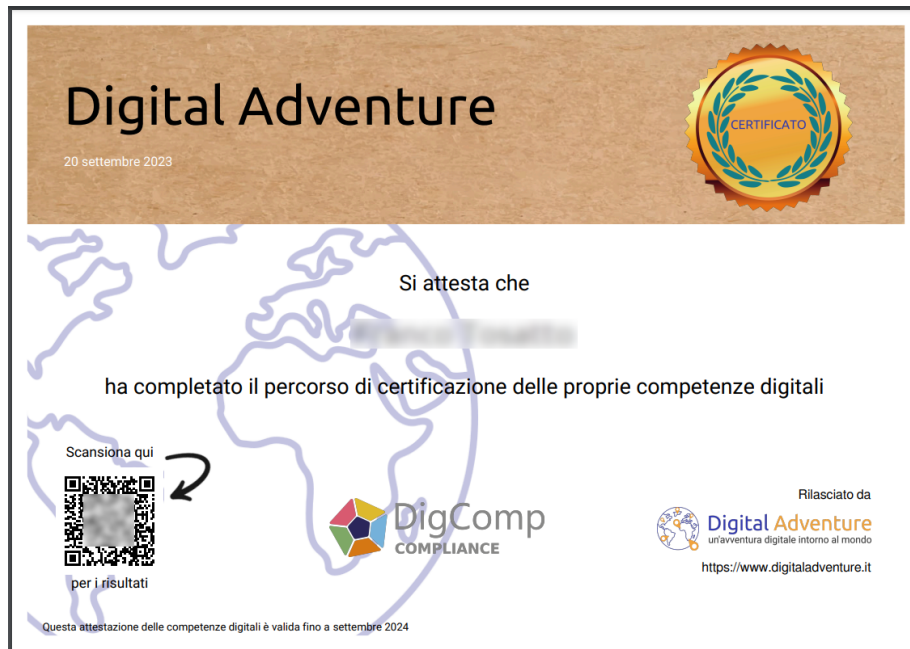 Digital Adventure
20 settembre 2023
CERTIFICATO
Si attesta che
ha completato il percorso di certificazione delle proprie competenze digitali
Scansiona qui
per i risultati
DigComp
COMPLIANCE
Rilasciato da
Digital Adventure
un'avventura digitale intorno al mondo
https://www.digitaladventure.it
Questa attestazione delle competenze digitali è valida fino a settembre 2024